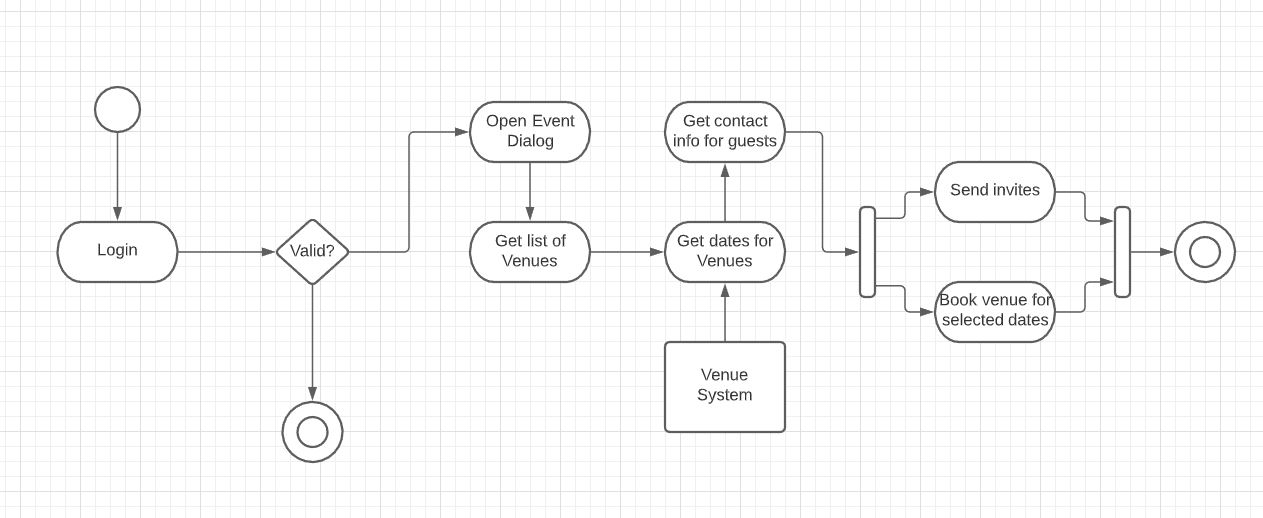 Login
Valid?
Open Event
Dialog
Get list of
Venues
Get dates for
Venues
Venue
System
Get contact
info for guests
Send invites
Book venue for
selected dates